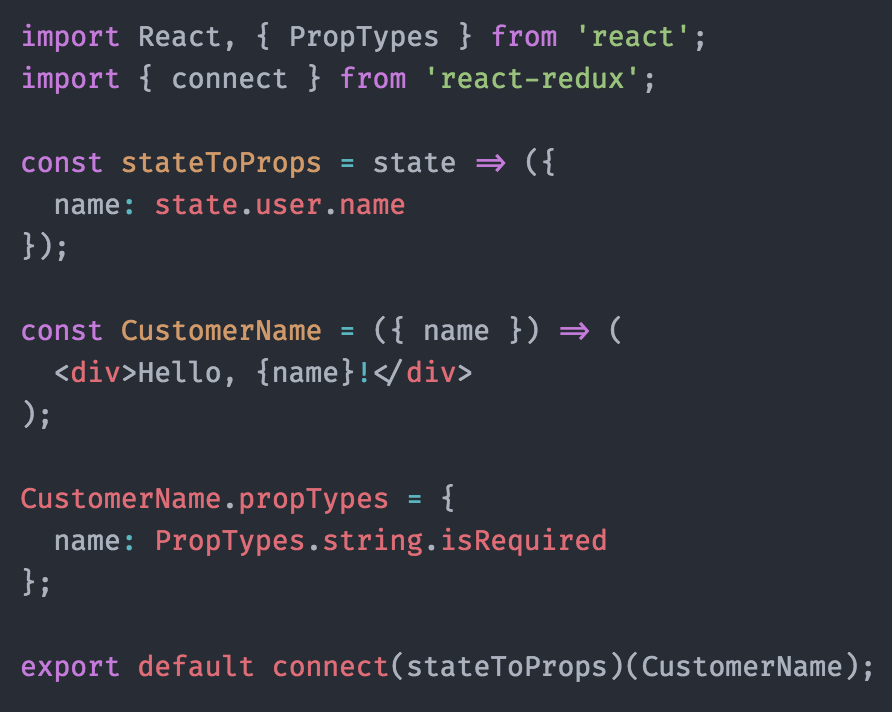 import React, { PropTypes } from 'react';
import { connect } from 'react-redux';

const stateToProps = state => ({
  name: state.user.name
});

const CustomerName = ({ name }) => (
  <div>Hello, {name}!</div>
);

CustomerName.propTypes = {
  name: PropTypes.string.isRequired
};

export default connect(stateToProps)(CustomerName);